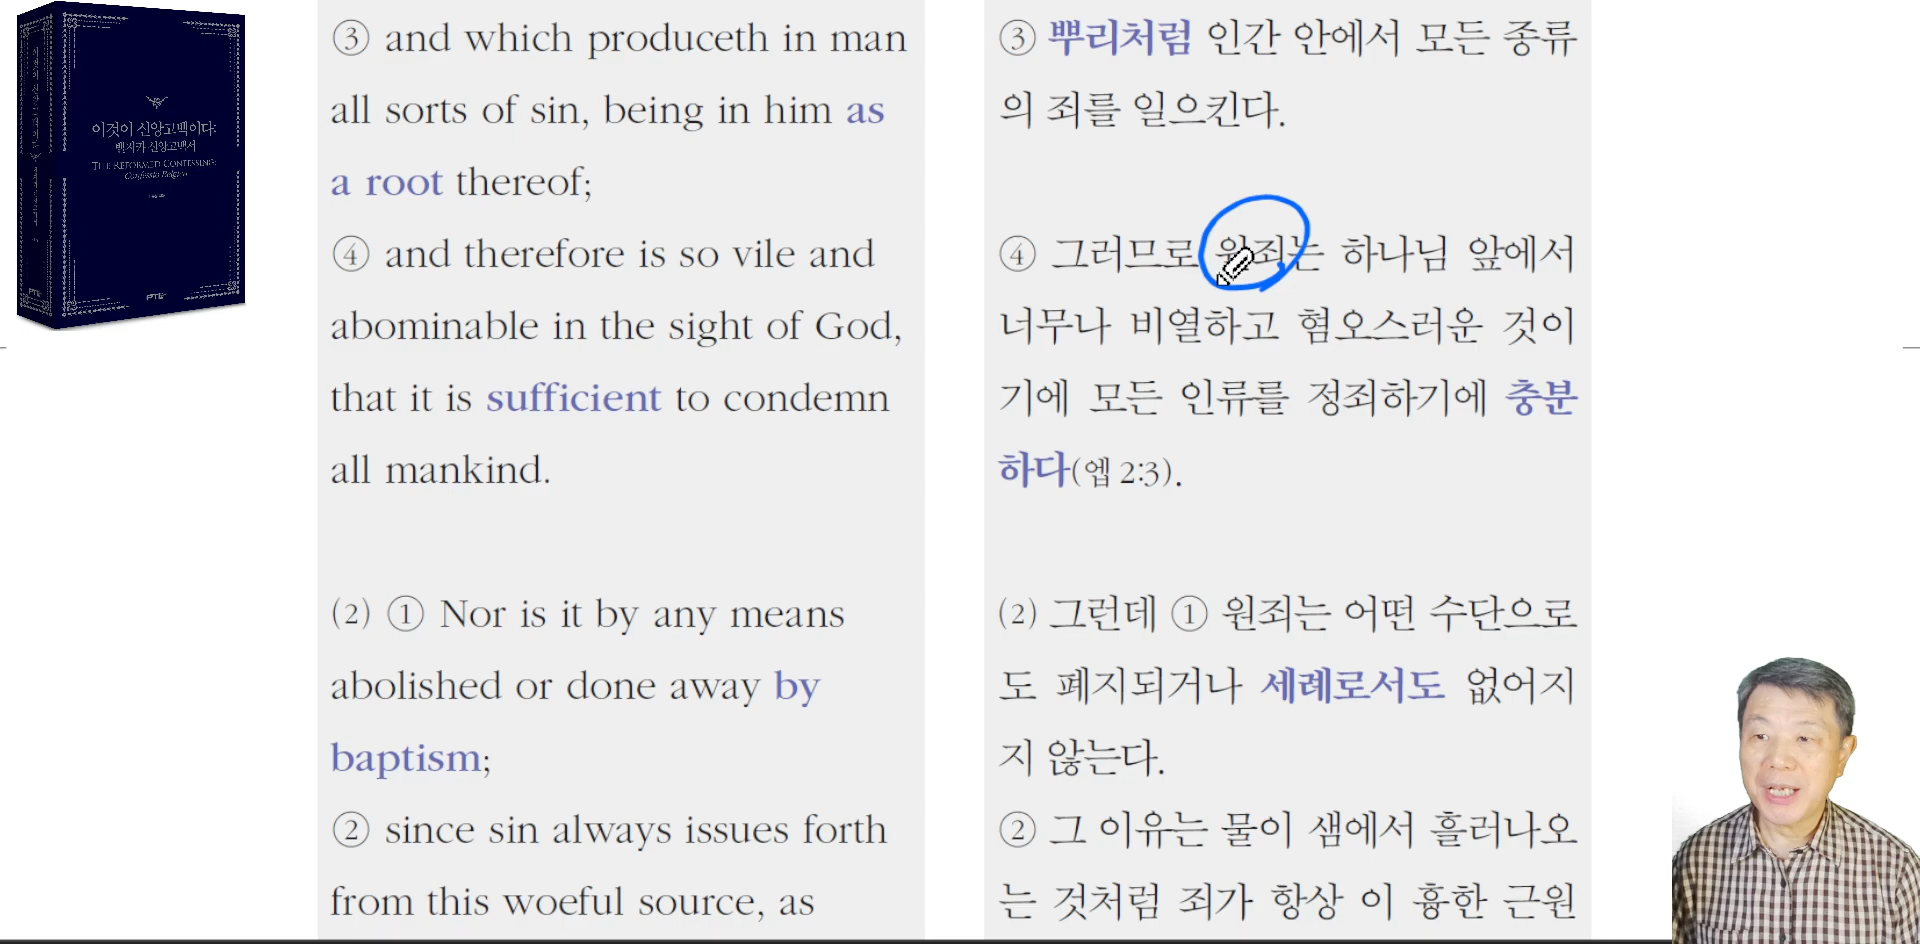 이것이 신앙고백이다:
벨지카 신앙고백서
THE REFORMED CONFESSING:
Confessio Belgica
③ and which produceth in man
all sorts of sin, being in him as
a root thereof;
④ and therefore is so vile and
abominable in the sight of God,
that it is sufficient to condemn
all mankind.
(2) ① Nor is it by any means
abolished or done away by
baptism;
② since sin always issues forth
from this woeful source, as
③ 뿌리처럼 인간 안에서 모든 종류
의 죄를 일으킨다.
④ 그러므로 원죄는 하나님 앞에서
너무나 비열하고 혐오스러운 것이
기에 모든 인류를 정죄하기에 충분
하다(엡 2:3).
(2) 그런데 ① 원죄는 어떤 수단으로
도 폐지되거나 세례로서도 없어지
지 않는다.
② 그 이유는 물이 샘에서 흘러나오
는 것처럼 죄가 항상 이 흉한 근원